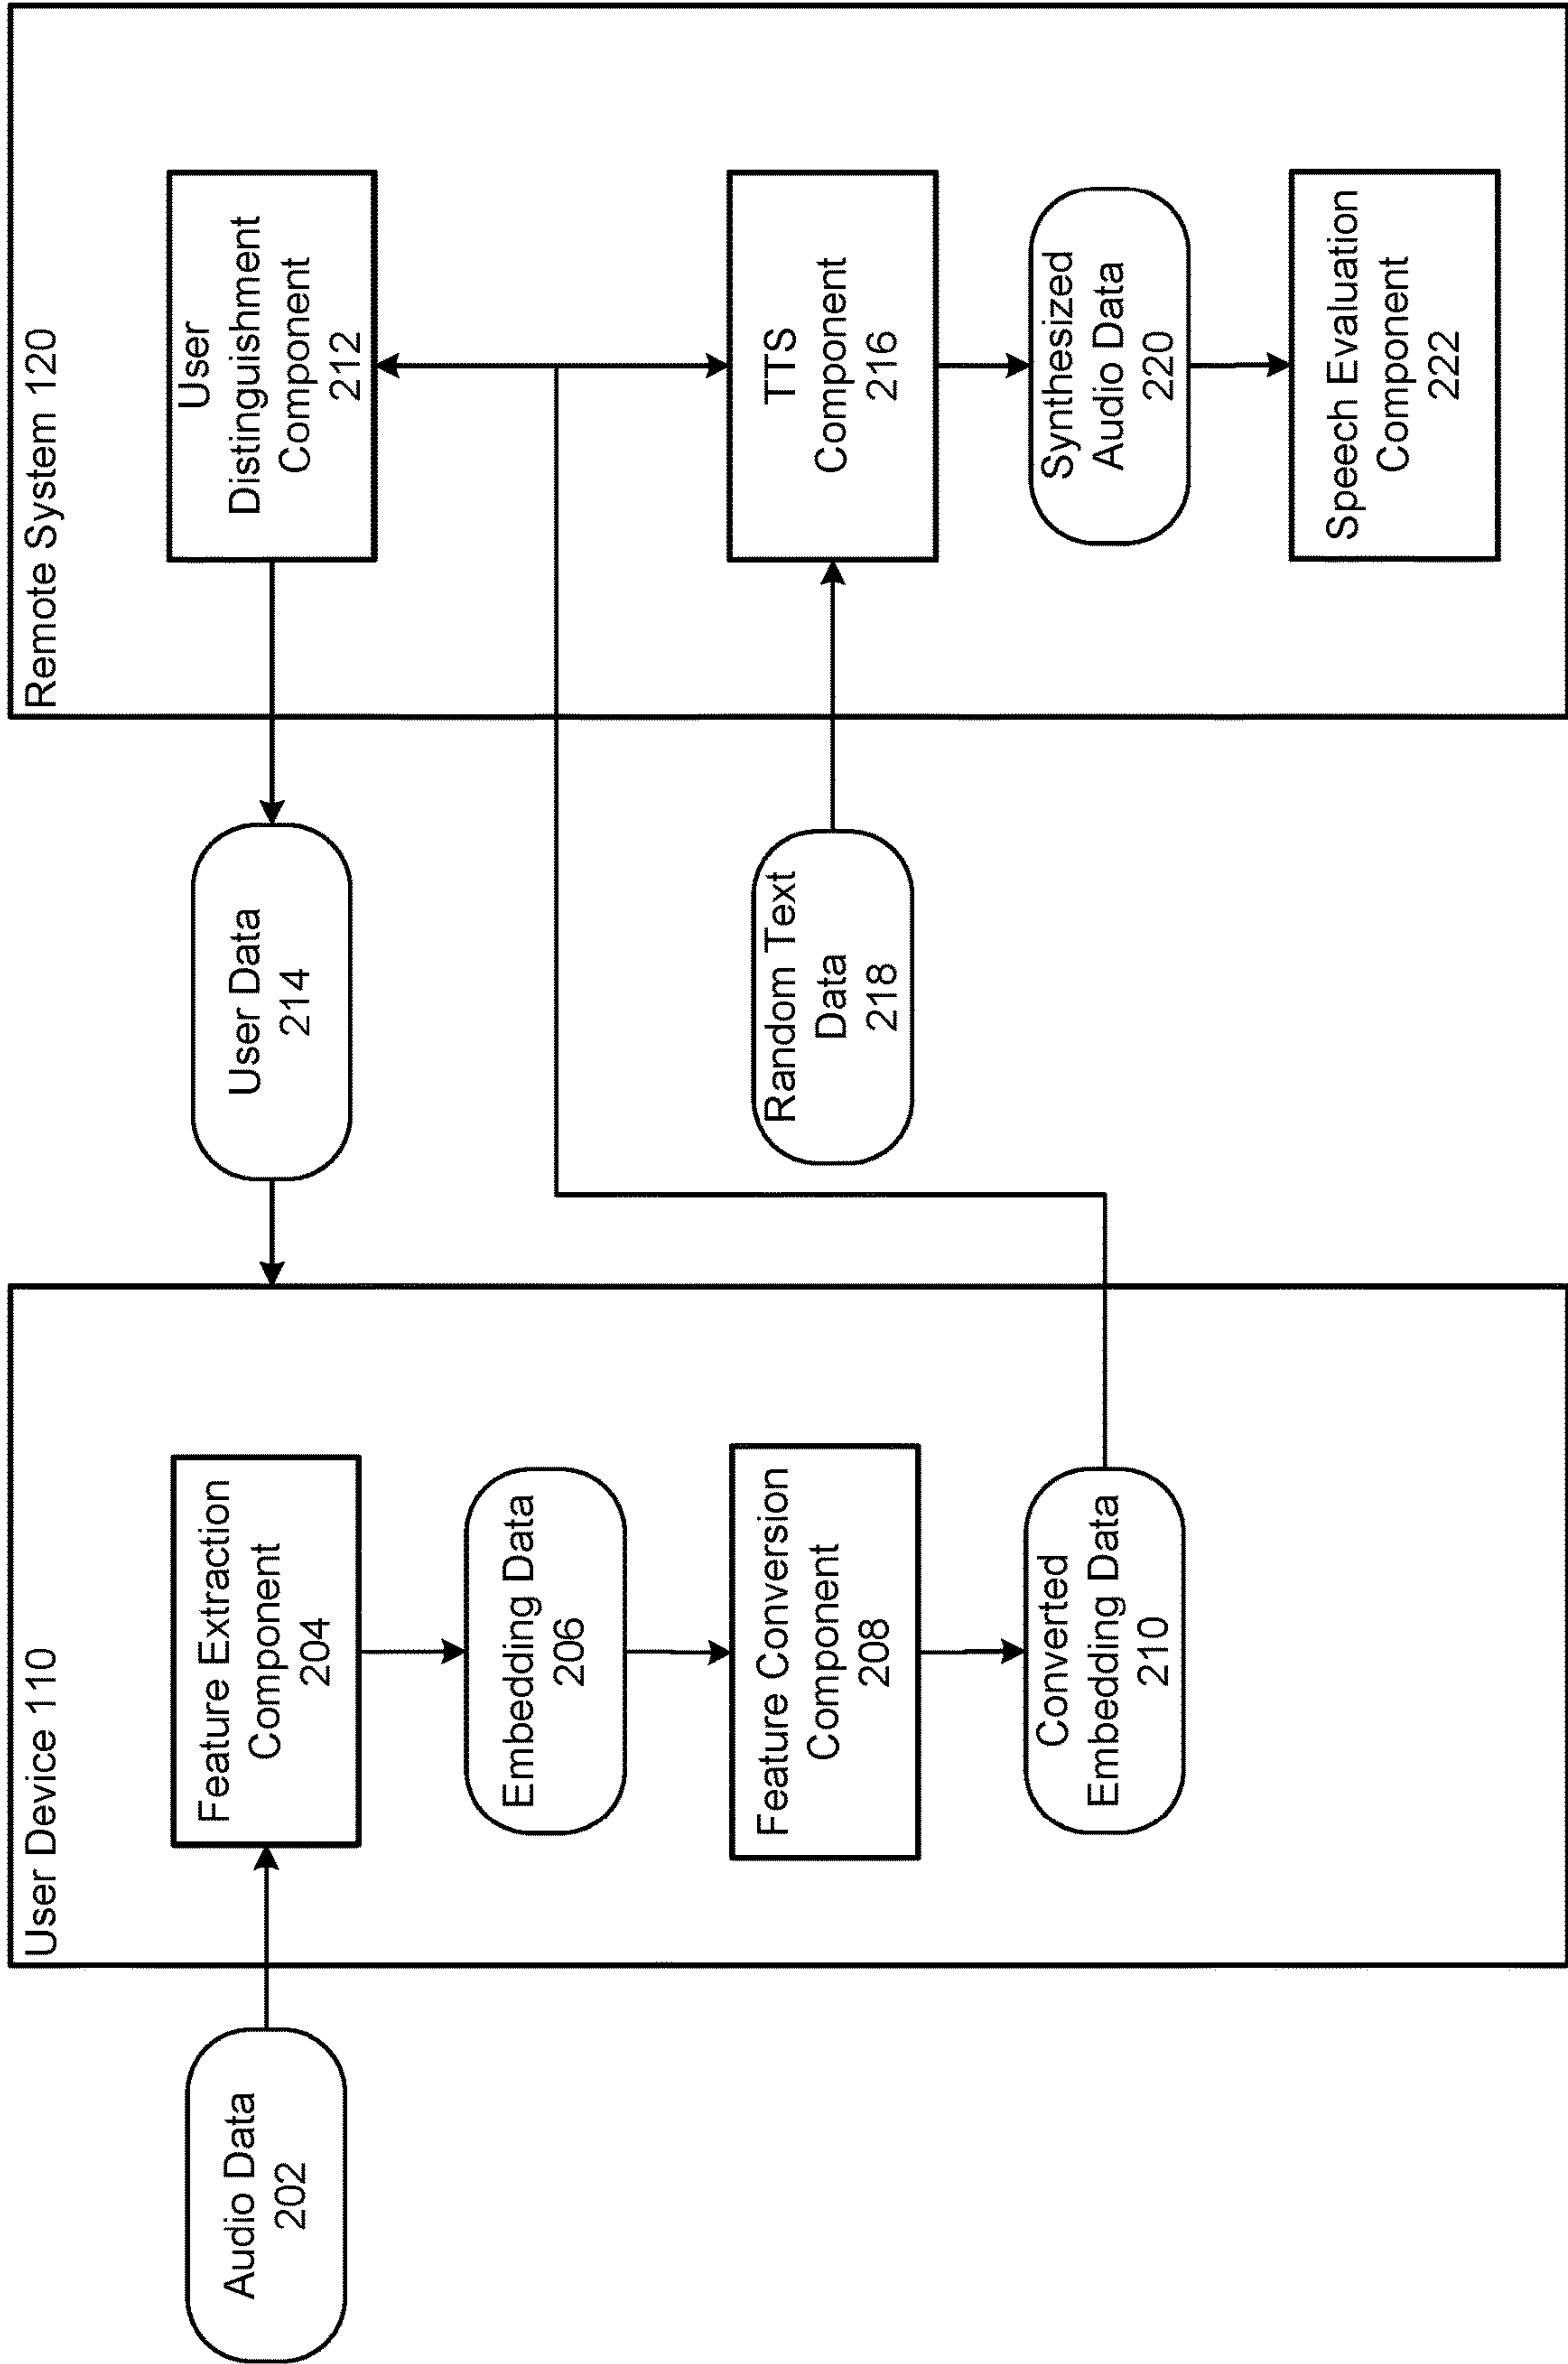 Audio Data
202
User Device 110
Feature Extraction
Component
204
Embedding Data
206
Feature Conversion
Component
208
Converted
Embedding Data
210
User Data
214
Random Text
Data
218
Remote System 120
User
Distinguishment
Component
212
TTS
Component
216
Synthesized
Audio Data
220
Speech Evaluation
Component
222